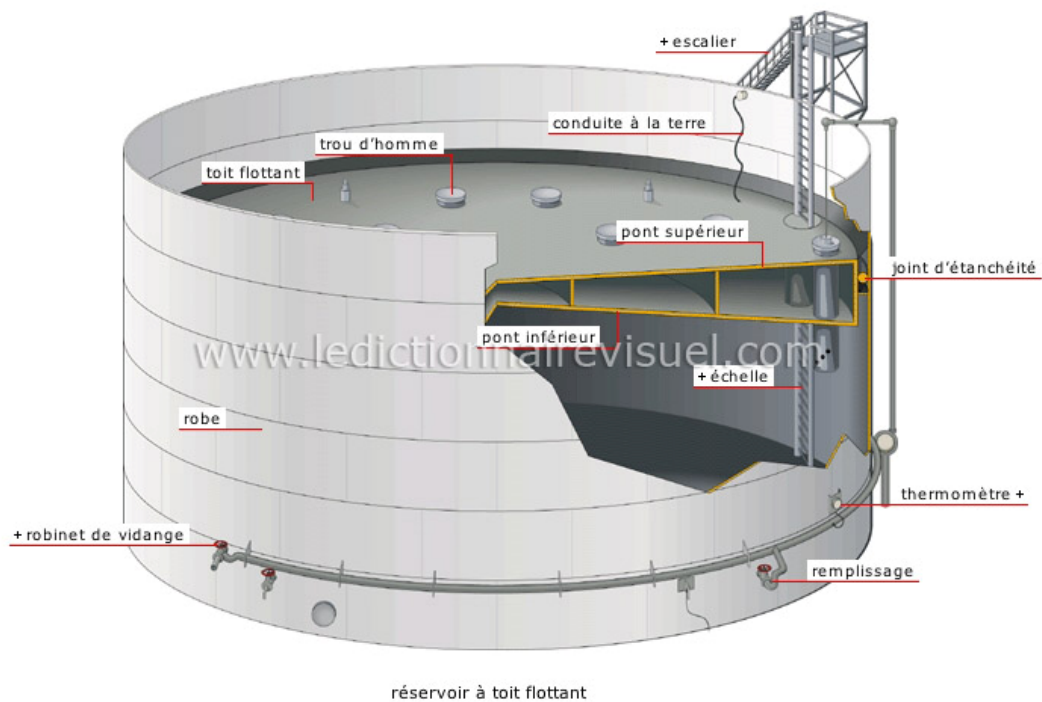 + escalier
conduite à la terre
trou d'homme
toit flottant
pont supérieur
joint d'étanchéité
pont inférieur
www.ledictionnairevisuel.com
+ échelle
robe
thermomètre +
+ robinet de vidange
remplissage
réservoir à toit flottant